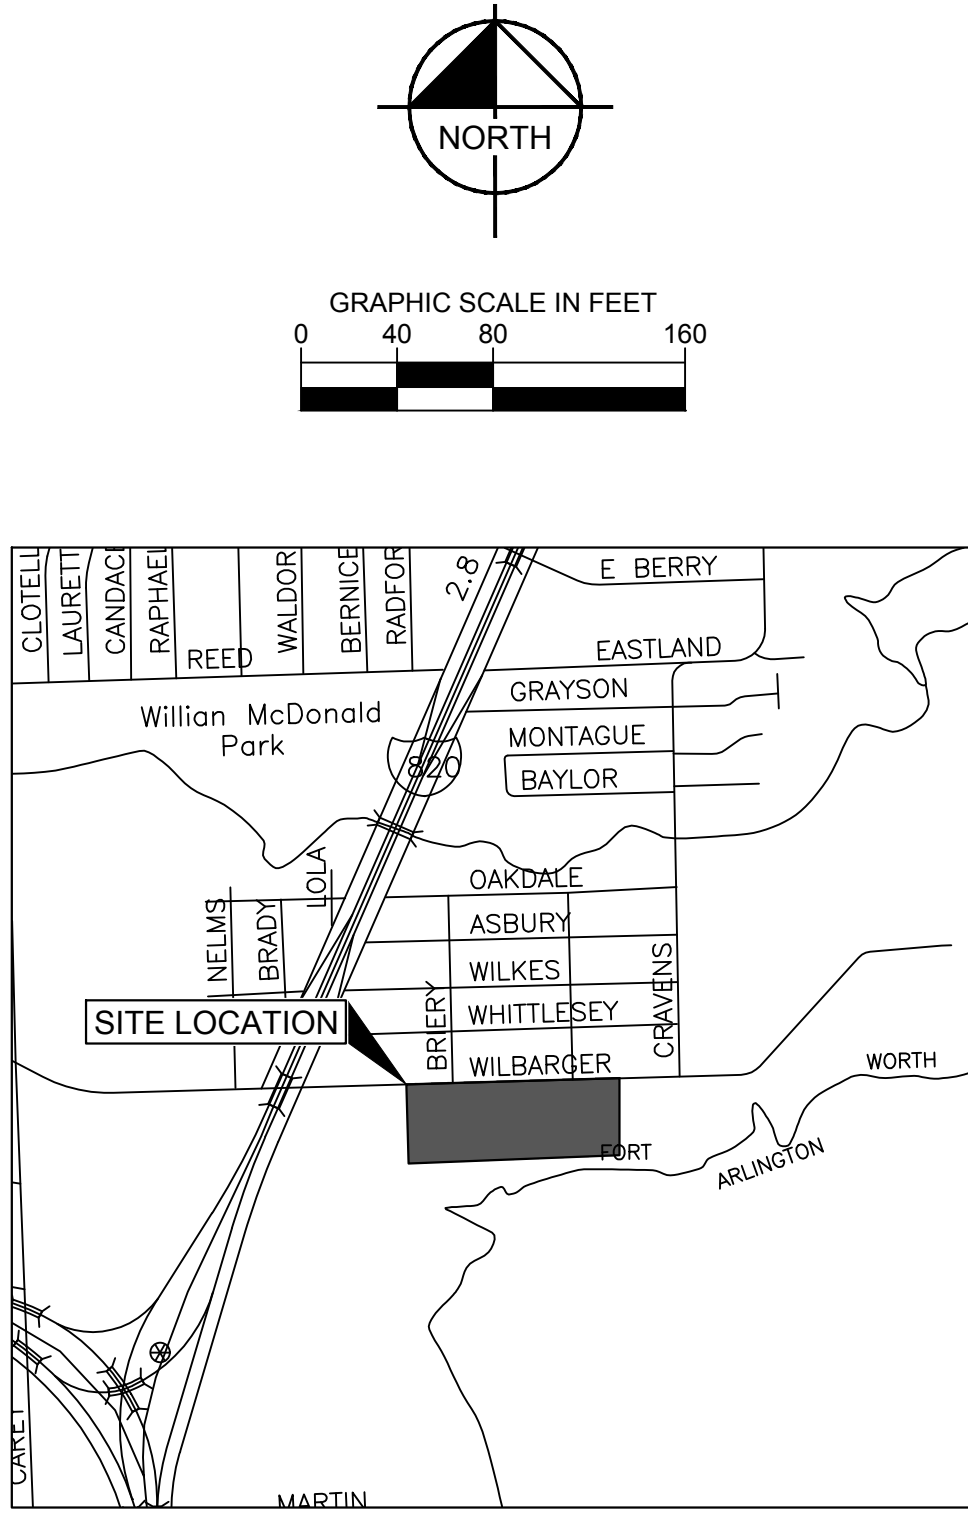 NORTH
GRAPHIC SCALE IN FEET
0 40 80 160
CLOTELL
LAURETT
CANDACE
RAPHAEL
REED
WALDOR
BERNICE
RADFOR
2.8
E BERRY
EASTLAND
GRAYSON
Willian McDonald
Park
MONTAGUE
820
BAYLOR
LOLA
OAKDALE
NELMS
BRADY
ASBURY
WILKES
CRAVENS
BRIERY
WHITTLESEY
SITE LOCATION
WILBARGER
WORTH
FORT
ARLINGTON
CAREY
MARTIN